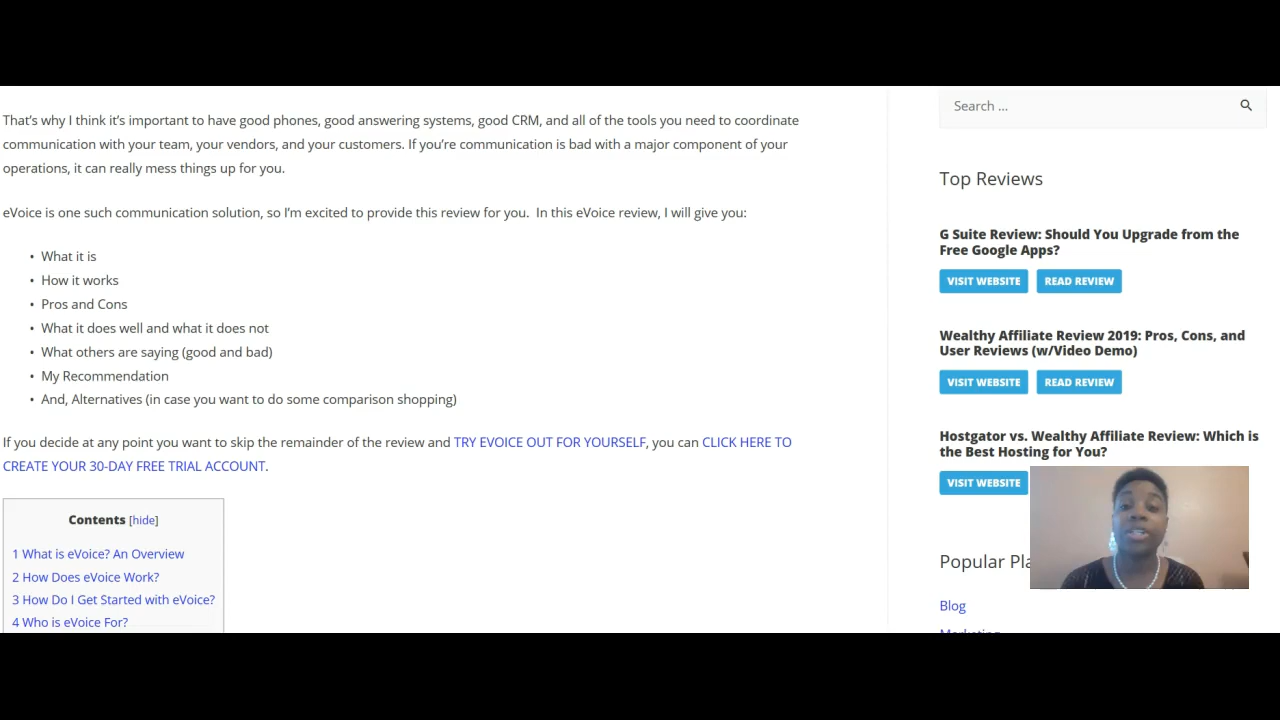 That's why I think it's important to have good phones, good answering systems, good CRM, and all of the tools you need to coordinate
communication with your team, your vendors, and your customers. If you're communication is bad with a major component of your
operations, it can really mess things up for you.
eVoice is one such communication solution, so I'm excited to provide this review for you.  In this eVoice review, I will give you:
• What it is
• How it works
• Pros and Cons
• What it does well and what it does not
• What others are saying (good and bad)
• My Recommendation
• And, Alternatives (in case you want to do some comparison shopping)
If you decide at any point you want to skip the remainder of the review and TRY EVOICE OUT FOR YOURSELF, you can CLICK HERE TO
CREATE YOUR 30-DAY FREE TRIAL ACCOUNT.
Contents [hide]
1 What is eVoice? An Overview
2 How Does eVoice Work?
3 How Do I Get Started with eVoice?
4 Who is eVoice For?
Search ...
Top Reviews
G Suite Review: Should You Upgrade from the
Free Google Apps?
VISIT WEBSITE READ REVIEW
Wealthy Affiliate Review 2019: Pros, Cons, and
User Reviews (w/Video Demo)
VISIT WEBSITE READ REVIEW
Hostgator vs. Wealthy Affiliate Review: Which is
the Best Hosting for You?
VISIT WEBSITE
Popular
Blog
Marketing